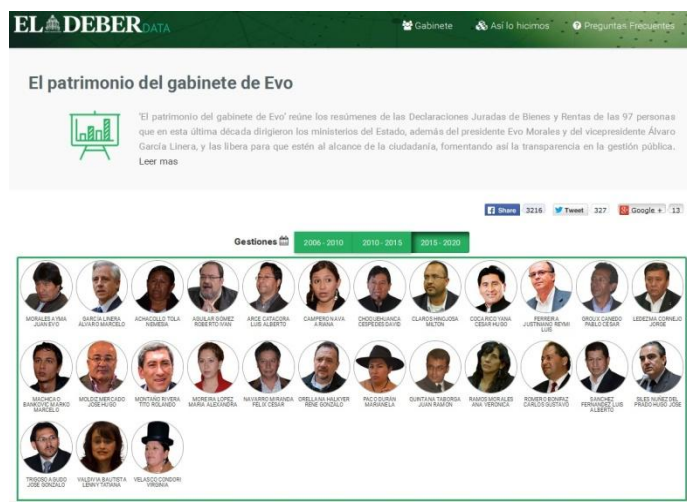 EL DEBER DATA
Gabinete
Así lo hicimos
Preguntas Frecuentes
El patrimonio del gabinete de Evo
'El patrimonio del gabinete de Evo' reúne los resúmenes de las Declaraciones Juradas de Bienes y Rentas de las 97 personas
que en esta última década dirigieron los ministerios del Estado, además del presidente Evo Morales y del vicepresidente Álvaro
García Linera, y las libera para que estén al alcance de la ciudadanía, fomentando así la transparencia en la gestión pública.
Leer mas
Share 3216 Tweet 327 Google + 13
Gestiones 2006 - 2010 2010 - 2015 2015 - 2020
MORALES AYMA
JUAN EVO
GARCÍA LINERA
ALVARO MARCELO
ACHACOLLO TOLA
NEMESIA
AGUILAR GÓMEZ
ROBERTO IVAN
ARCE CATACORA
LUIS ALBERTO
CAMPERO NAVA
ARIANA
CHOQUEHUANCA
CESPEDES DAVID
CLAROS HINOJOSA
MILTON
COCARICO YANA
CESAR HUGO
FERREIRA
JUSTINIANO REYMI
LUIS
GROUX CANEDO
PABLO CESAR
LEDEZMA CORNEJO
JORGE
MACHICAO
BANKOVIC MARKO
MARCELO
MOLDIZ MERCADO
JOSE HUGO
MONTAÑO RIVERA
TITO ROLANDO
MOREIRA LOPEZ
MARIA ALEXANDRA
NAVARRO MIRANDA
FELIX CESAR
ORELLANA HALKYER
RENE GONZALO
PACO DURÁN
MARIANELA
QUINTANA TABORGA
JUAN RAMON
RAMOS MORALES
ANA VERONICA
ROMERO BONIFAZ
CARLOS GUSTAVO
SANCHEZ
FERNANDEZ LUIS
ALBERTO
SILES NUÑEZ DEL
PRADO HUGO JOSE
TRIGOSO AGUDO
JOSE GONZALO
VALDIVIA BAUTISTA
LENNY TATIANA
VELASCO CONDORI
VIRGINIA